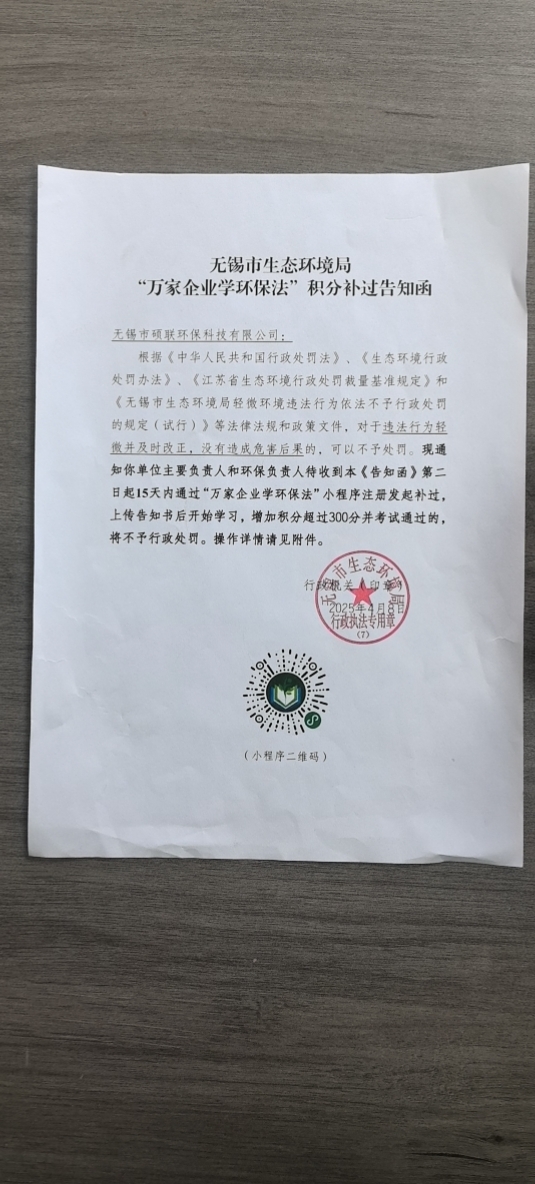 无锡市生态环境局
“万家企业学环保法”积分补过告知函
无锡市硕联环保科技有限公司：
根据《中华人民共和国行政处罚法》、《生态环境行政
处罚办法》、《江苏省生态环境行政处罚裁量基准规定》和
《无锡市生态环境局轻微环境违法行为依法不予行政处罚
的规定（试行）》等法律法规和政策文件，对于违法行为轻
微并及时改正，没有造成危害后果的，可以不予处罚。现通
知你单位主要负责人和环保负责人待收到本《告知函》第二
日起15天内通过“万家企业学环保法”小程序注册发起补过，
上传告知书后开始学习，增加积分超过300分并考试通过的，
将不予行政处罚。操作详情请见附件。
行政机关（印章）
2025年4月8日
无锡市生态环境局
行政执法专用章
（7）
（小程序二维码）